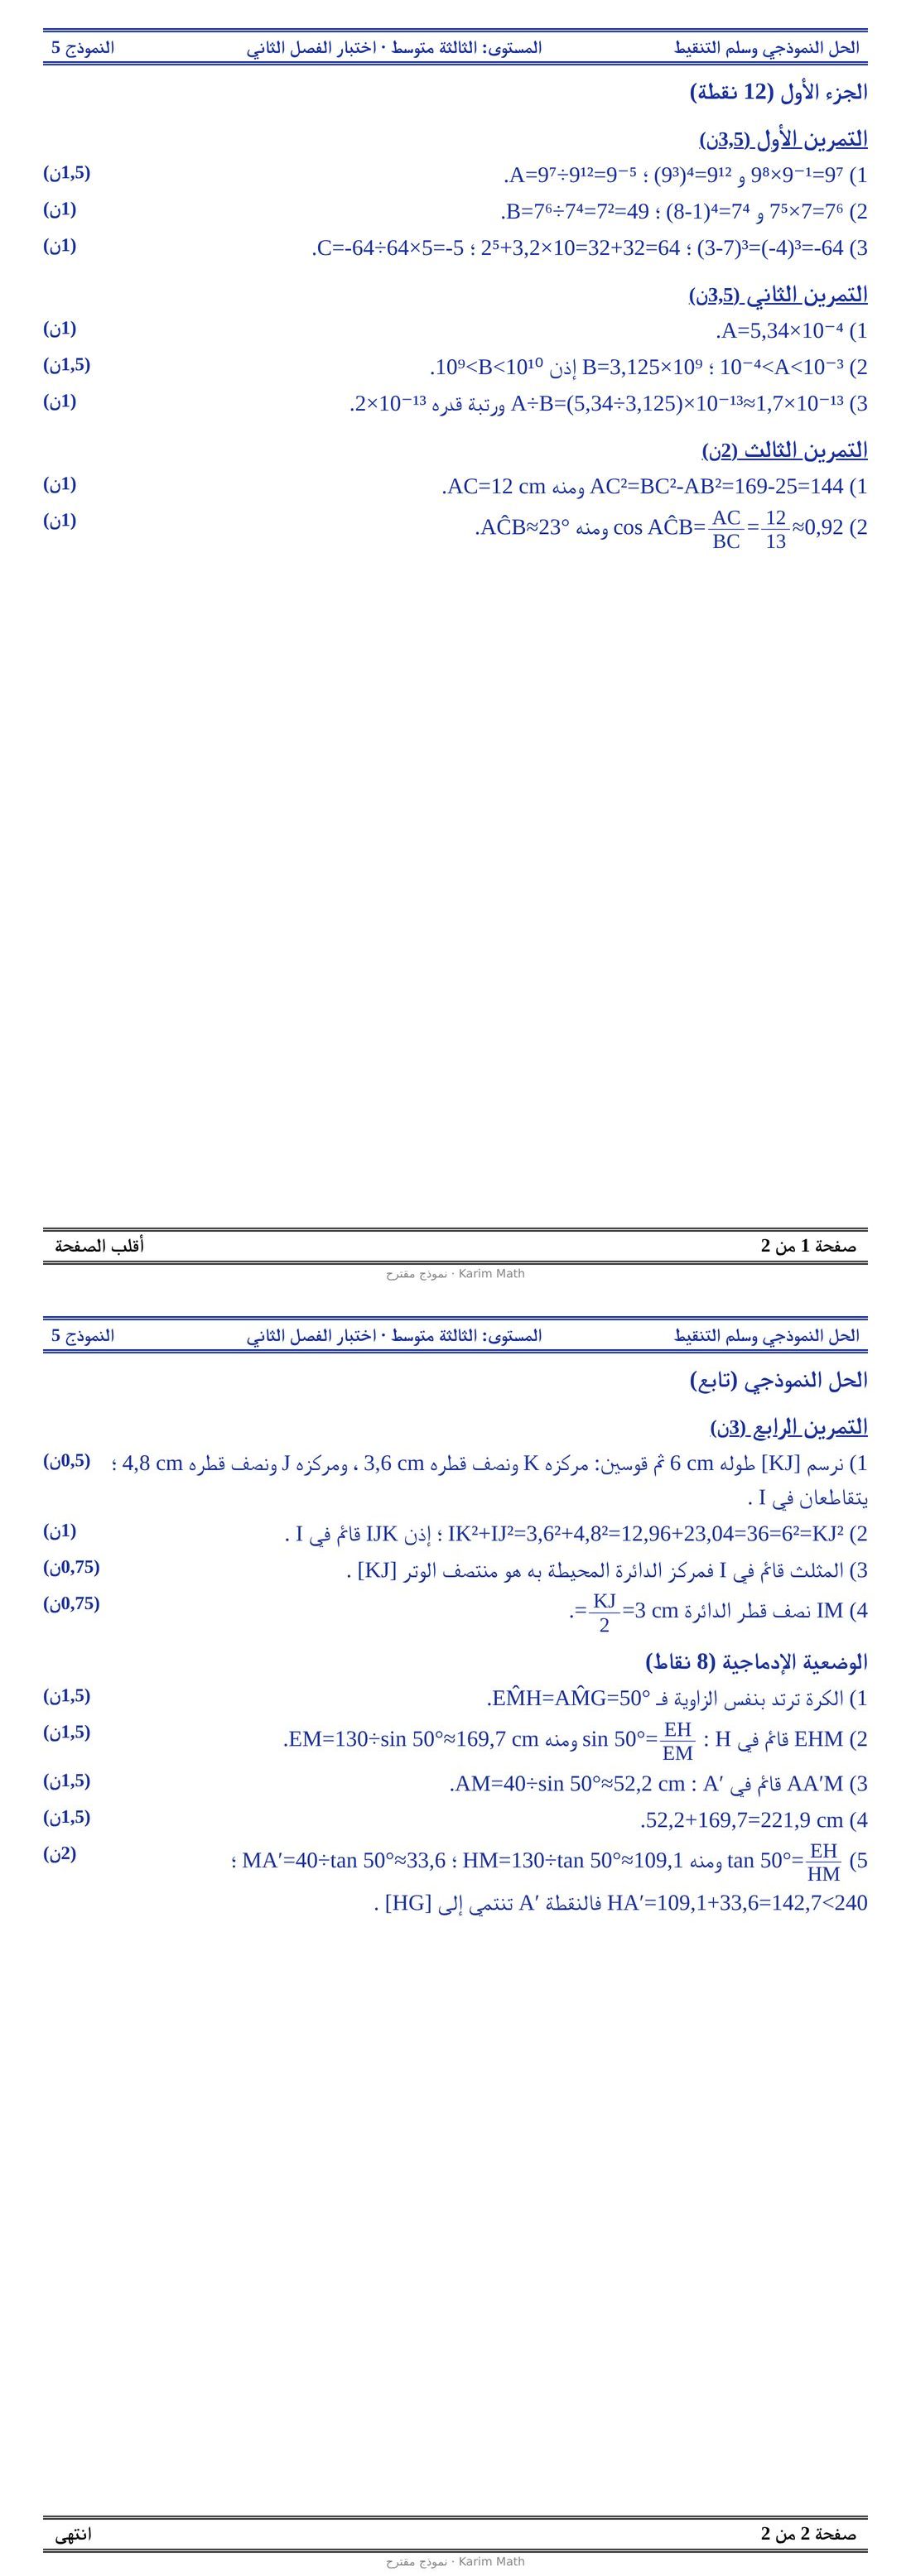 الحل النموذجي وسلم التنقيط المستوى: الثالثة متوسط · اختبار الفصل الثاني النموذج 5
الجزء الأول (12 نقطة)
التمرين الأول (3,5ن)
1) 9⁸×9⁻¹=9⁷ و (9³)⁴=9¹² ؛ A=9⁷÷9¹²=9⁻⁵. (1,5ن)
2) 7⁵×7=7⁶ و (8-1)⁴=7⁴ ؛ B=7⁶÷7⁴=7²=49. (1ن)
3) (3-7)³=(-4)³=-64 ؛ 2⁵+3,2×10=32+32=64 ؛ C=-64÷64×5=-5. (1ن)
التمرين الثاني (3,5ن)
1) A=5,34×10⁻⁴. (1ن)
2) 10⁻⁴<A<10⁻³ ؛ B=3,125×10⁹ إذن 10⁹<B<10¹⁰. (1,5ن)
3) A÷B=(5,34÷3,125)×10⁻¹³≈1,7×10⁻¹³ ورتبة قدره 2×10⁻¹³. (1ن)
التمرين الثالث (2ن)
1) AC²=BC²-AB²=169-25=144 ومنه AC=12 cm. (1ن)
2) cos AĈB=AC/BC=12/13≈0,92 ومنه AĈB≈23°. (1ن)
صفحة 1 من 2 أقلب الصفحة
Karim Math · نموذج مقترح
الحل النموذجي وسلم التنقيط المستوى: الثالثة متوسط · اختبار الفصل الثاني النموذج 5
الحل النموذجي (تابع)
التمرين الرابع (3ن)
1) نرسم [KJ] طوله 6 cm ثم قوسين: مركزه K ونصف قطره 3,6 cm ، ومركزه J ونصف قطره 4,8 cm ؛ (0,5ن)
يتقاطعان في I .
2) IK²+IJ²=3,6²+4,8²=12,96+23,04=36=6²=KJ² ؛ إذن IJK قائم في I . (1ن)
3) المثلث قائم في I فمركز الدائرة المحيطة به هو منتصف الوتر [KJ] . (0,75ن)
4) IM نصف قطر الدائرة =KJ/2=3 cm. (0,75ن)
الوضعية الإدماجية (8 نقاط)
1) الكرة ترتد بنفس الزاوية فـ EM̂H=AM̂G=50°. (1,5ن)
2) EHM قائم في H : sin 50°=EH/EM ومنه EM=130÷sin 50°≈169,7 cm. (1,5ن)
3) AA′M قائم في A′ : AM=40÷sin 50°≈52,2 cm. (1,5ن)
4) 52,2+169,7=221,9 cm. (1,5ن)
5) tan 50°=EH/HM ومنه HM=130÷tan 50°≈109,1 ؛ MA′=40÷tan 50°≈33,6 ؛ (2ن)
HA′=109,1+33,6=142,7<240 فالنقطة A′ تنتمي إلى [HG] .
صفحة 2 من 2 انتهى
Karim Math · نموذج مقترح